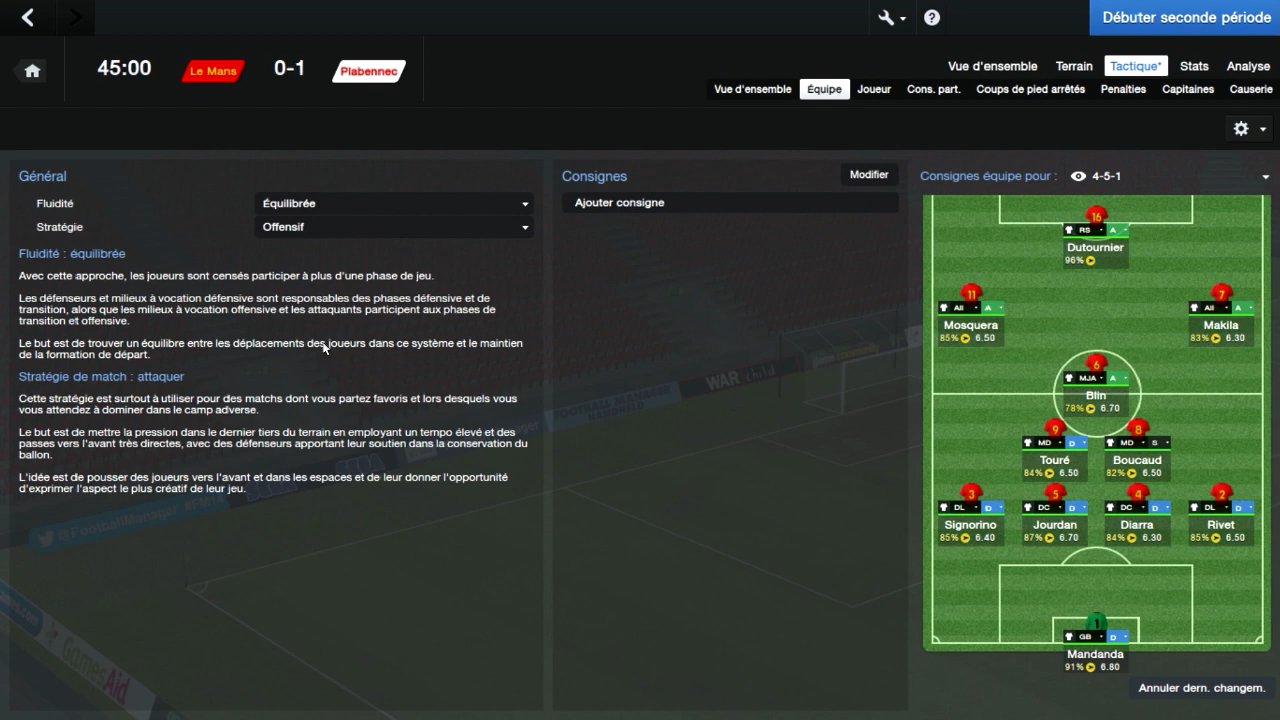 Débuter seconde période
45:00
Le Mans
0-1
Plabennec
Vue d'ensemble
Terrain
Tactique*
Stats
Analyse
Vue d'ensemble
Équipe
Joueur
Cons. part.
Coups de pied arrêtés
Penalties
Capitaines
Causerie
Général
Fluidité
Équilibrée
Stratégie
Offensif
Fluidité : équilibrée
Avec cette approche, les joueurs sont censés participer à plus d'une phase de jeu.
Les défenseurs et milieux à vocation défensive sont responsables des phases défensive et de
transition, alors que les milieux à vocation offensive et les attaquants participent aux phases de
transition et offensive.
Le but est de trouver un équilibre entre les déplacements des joueurs dans ce système et le maintien
de la formation de départ.
Stratégie de match : attaquer
Cette stratégie est surtout à utiliser pour des matchs dont vous partez favoris et lors desquels vous
vous attendez à dominer dans le camp adverse.
Le but est de mettre la pression dans le dernier tiers du terrain en employant un tempo élevé et des
passes vers l'avant très directes, avec des défenseurs apportant leur soutien dans la conservation du
ballon.
L'idée est de pousser des joueurs vers l'avant et dans les espaces et de leur donner l'opportunité
d'exprimer l'aspect le plus créatif de leur jeu.
Consignes
Modifier
Ajouter consigne
Consignes équipe pour :
4-5-1
16
RS A
Dutournier
96%
11
Ail A
Mosquera
85% 6.50
7
Ail A
Makila
83% 6.30
6
MJA A
Blin
78% 6.70
9
MD D
Touré
84% 6.50
8
MD S
Boucaud
82% 6.50
3
DL D
Signorino
85% 6.40
5
DC D
Jourdan
87% 6.70
4
DC D
Diarra
84% 6.30
2
DL D
Rivet
85% 6.50
1
GB D
Mandanda
91% 6.80
Annuler dern. changem.
WAR child
FOOTBALL MANAGER
HANDHELD
@FootballManager #FM14
GamesAid